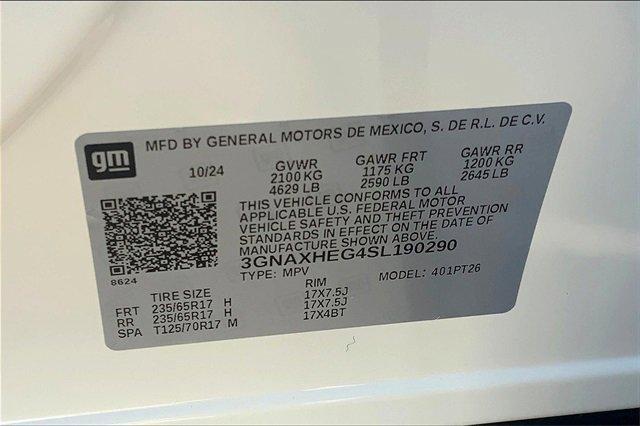 gm
MFD BY GENERAL MOTORS DE MEXICO, S. DE R.L. DE C.V.
10/24 GVWR GAWR FRT GAWR RR
2100 KG 1175 KG 1200 KG
4629 LB 2590 LB 2645 LB
THIS VEHICLE CONFORMS TO ALL
APPLICABLE U.S. FEDERAL MOTOR
VEHICLE SAFETY AND THEFT PREVENTION
STANDARDS IN EFFECT ON THE DATE OF
MANUFACTURE SHOWN ABOVE.
3GNAXHEG4SL190290
8624
TYPE: MPV MODEL: 401PT26
TIRE SIZE RIM
FRT 235/65R17 H 17X7.5J
RR 235/65R17 H 17X7.5J
SPA T125/70R17 M 17X4BT